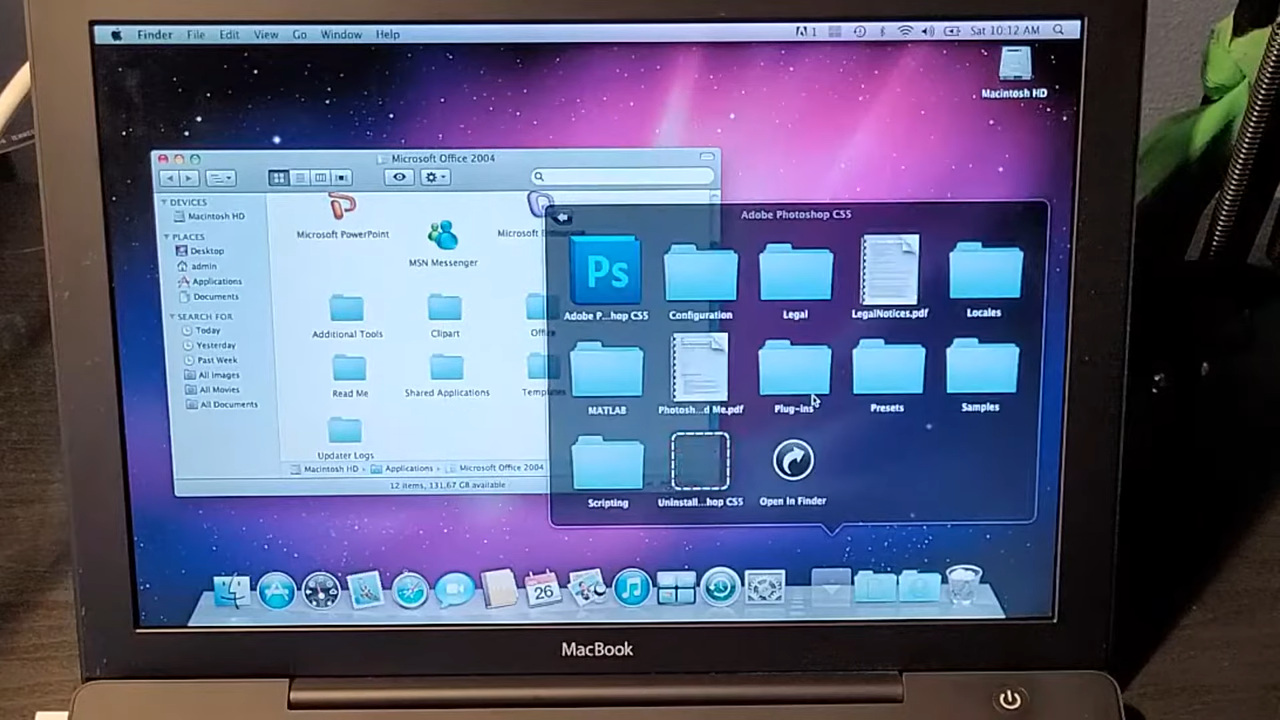 Finder File Edit View Go Window Help
1 Sat 10:12 AM
Macintosh HD
Microsoft Office 2004
DEVICES
Macintosh HD
PLACES
Desktop
admin
Applications
Documents
SEARCH FOR
Today
Yesterday
Past Week
All Images
All Movies
All Documents
Microsoft PowerPoint
Microsoft
MSN Messenger
Additional Tools
Clipart
Office
Read Me
Shared Applications
Updater Logs
Macintosh HD Applications Microsoft Office 2004
12 items, 131.67 GB available
Adobe Photoshop CS5
Ps
Adobe P...hop CS5
Configuration
Legal
LegalNotices.pdf
Locales
MATLAB
Photosh...d Me.pdf
Plug-ins
Presets
Samples
Scripting
Uninstall...hop CS5
Open in Finder
26
MacBook